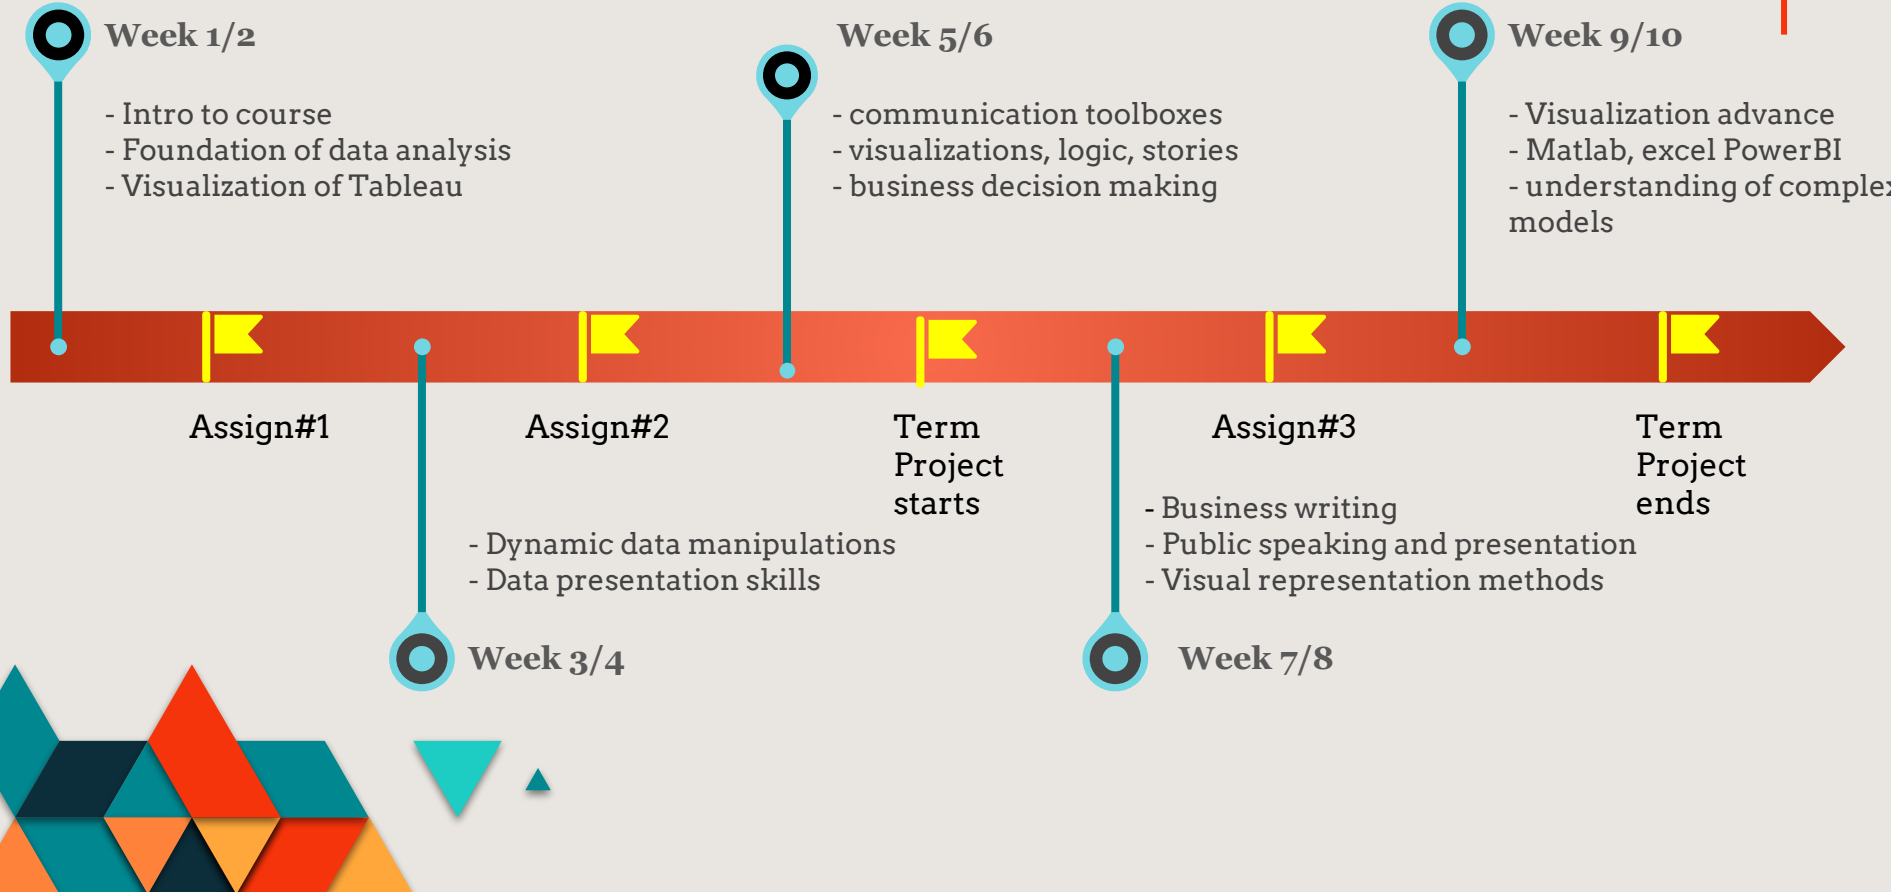 Week 1/2
- Intro to course
- Foundation of data analysis
- Visualization of Tableau
Week 5/6
- communication toolboxes
- visualizations, logic, stories
- business decision making
Week 9/10
- Visualization advance
- Matlab, excel PowerBI
- understanding of complex
models
Assign#1
Assign#2
Term
Project
starts
Assign#3
Term
Project
ends
- Dynamic data manipulations
- Data presentation skills
Week 3/4
- Business writing
- Public speaking and presentation
- Visual representation methods
Week 7/8